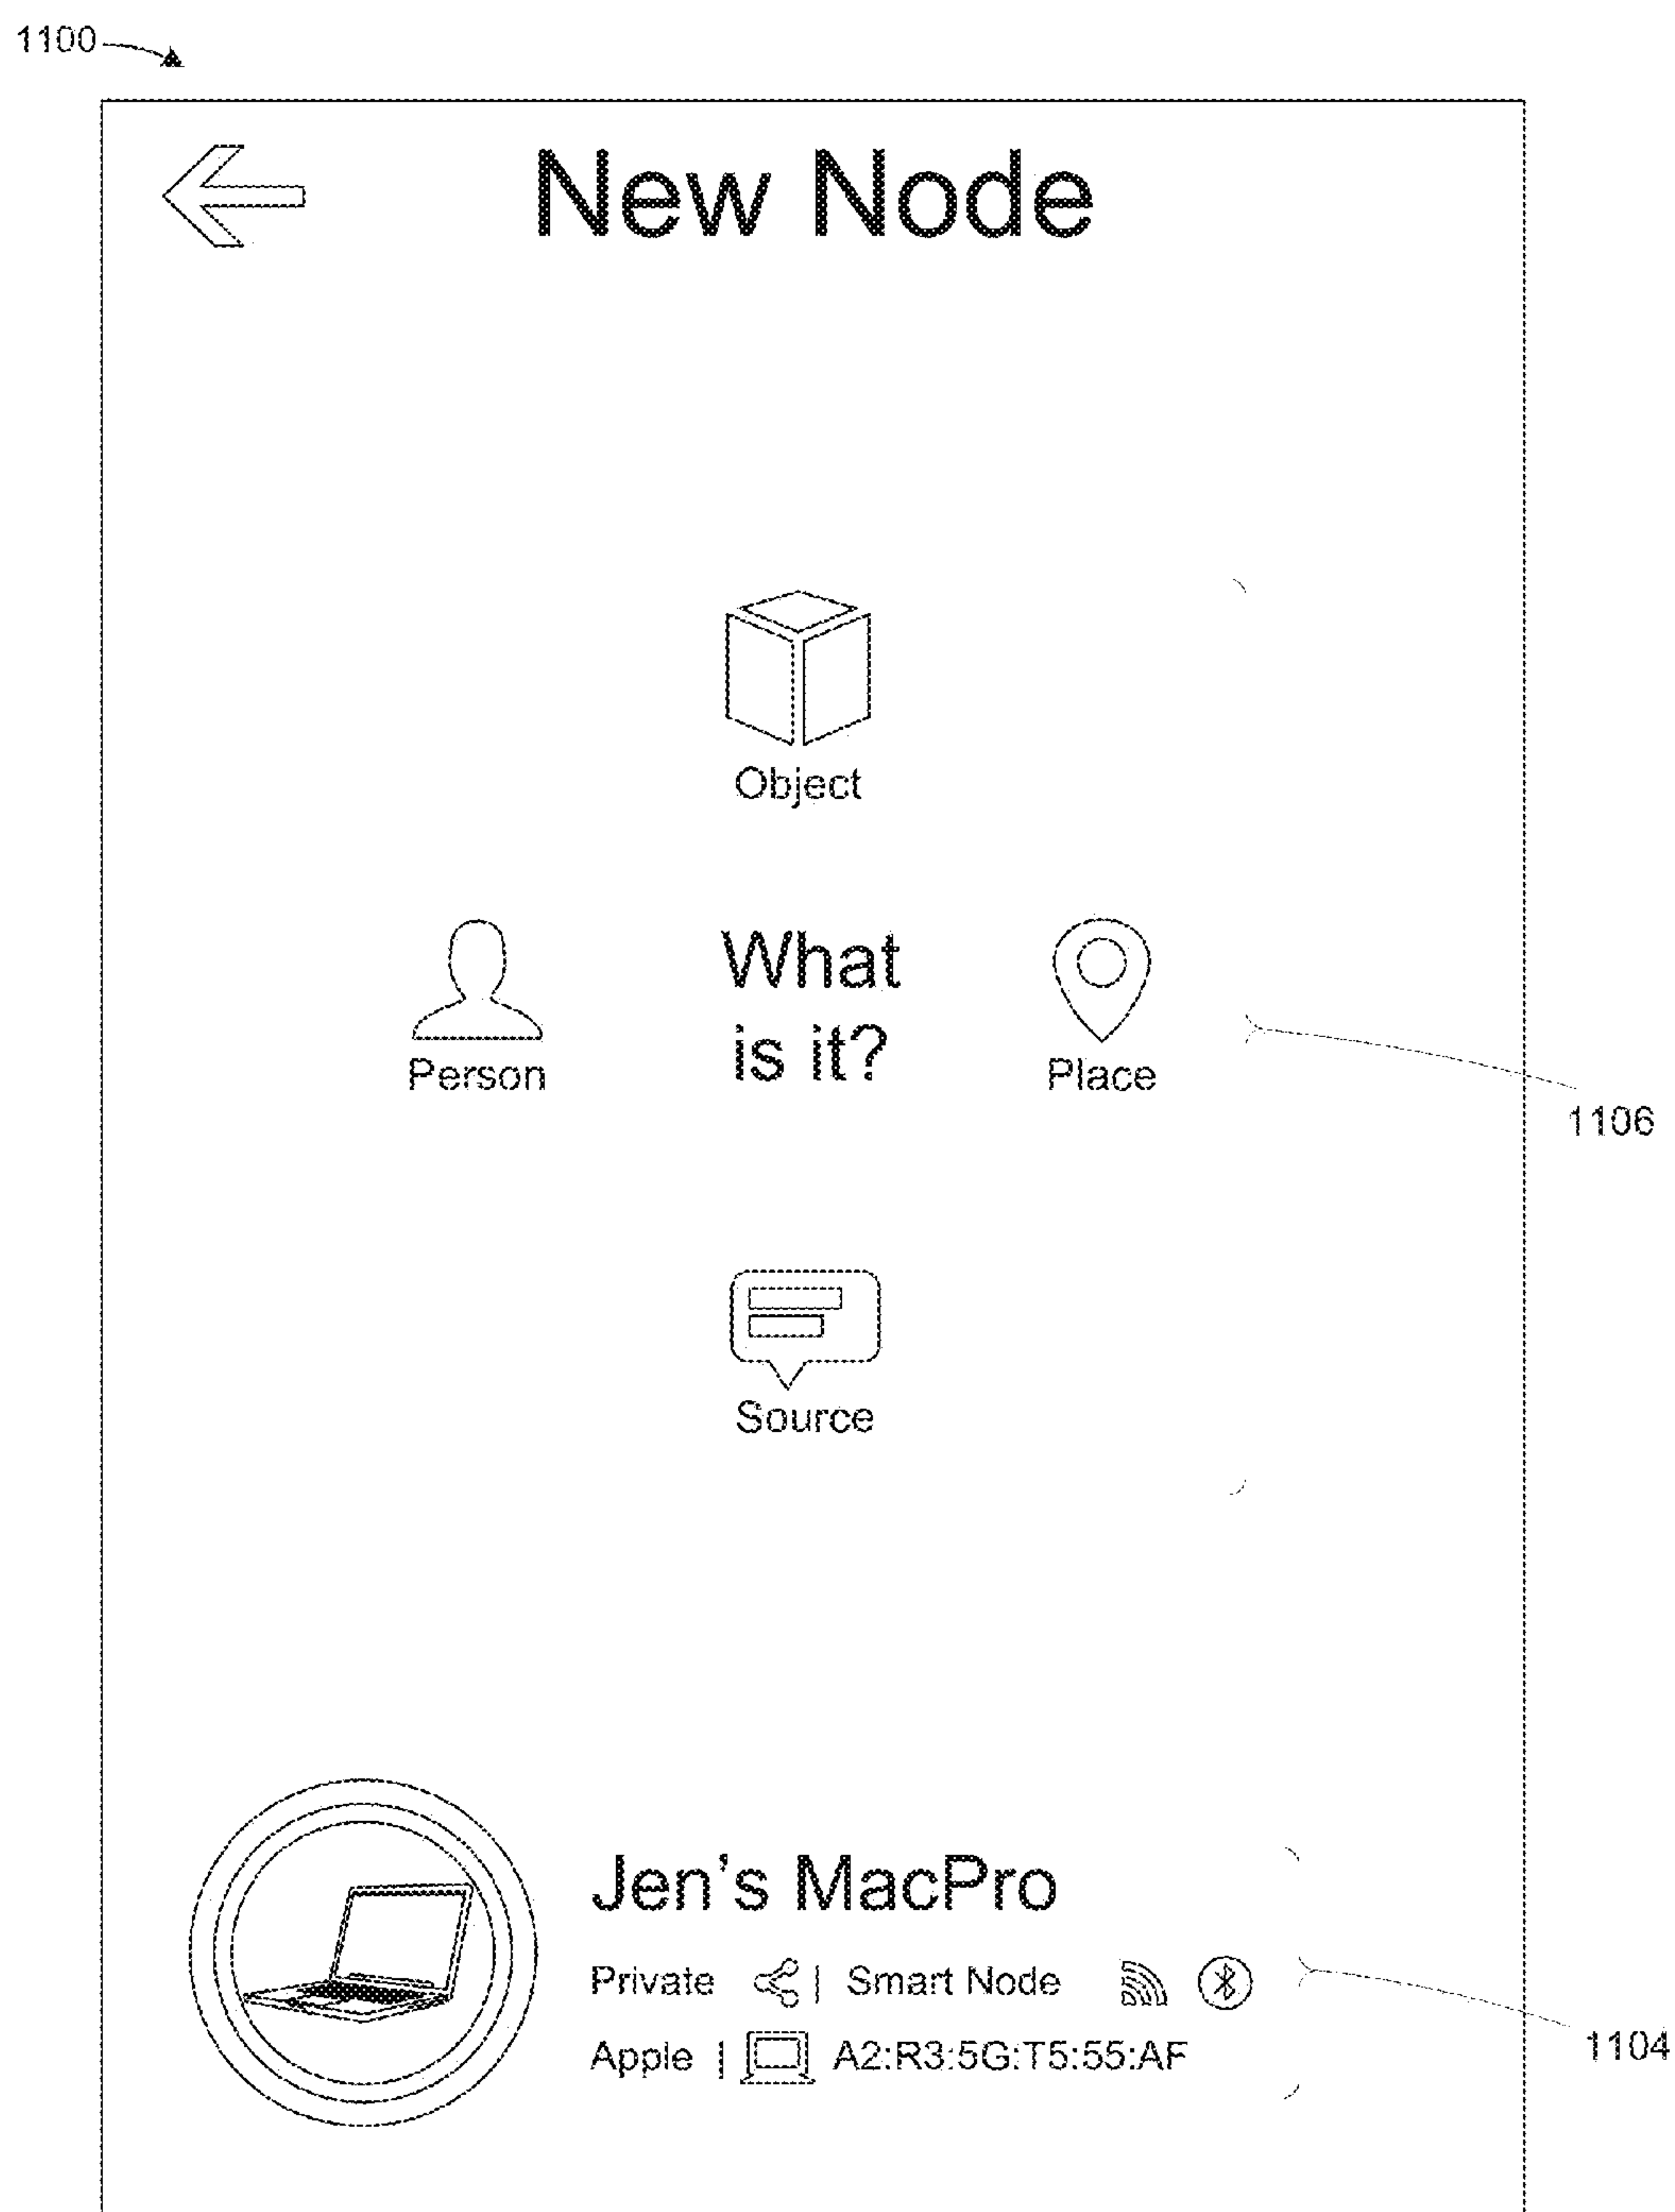 1100
New Node
Object
Person
What
is it?
Place
1106
Source
Jen's MacPro
Private | Smart Node
Apple | A2:R3:5G:T5:55:AF
1104